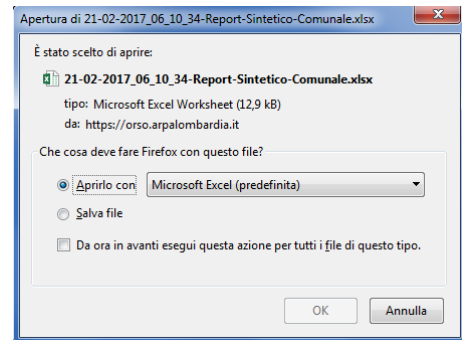 Apertura di 21-02-2017_06_10_34-Report-Sintetico-Comunale.xlsx
È stato scelto di aprire:
21-02-2017_06_10_34-Report-Sintetico-Comunale.xlsx
tipo: Microsoft Excel Worksheet (12,9 kB)
da: https://orso.arpalombardia.it
Che cosa deve fare Firefox con questo file?
Aprirlo con Microsoft Excel (predefinita)
Salva file
Da ora in avanti esegui questa azione per tutti i file di questo tipo.
OK Annulla